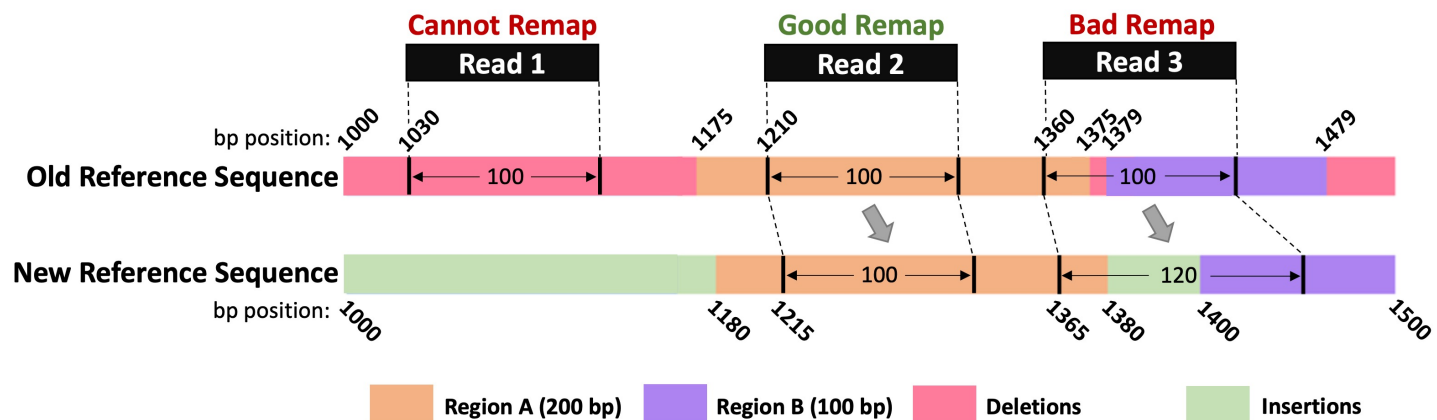 Cannot Remap Good Remap Bad Remap
Read 1 Read 2 Read 3
bp position: 1000 1030 1175 1210 1360 1375 1379 1479
Old Reference Sequence 100 100 100
New Reference Sequence 100 120
bp position: 1000 1180 1215 1365 1380 1400 1500
Region A (200 bp) Region B (100 bp) Deletions Insertions